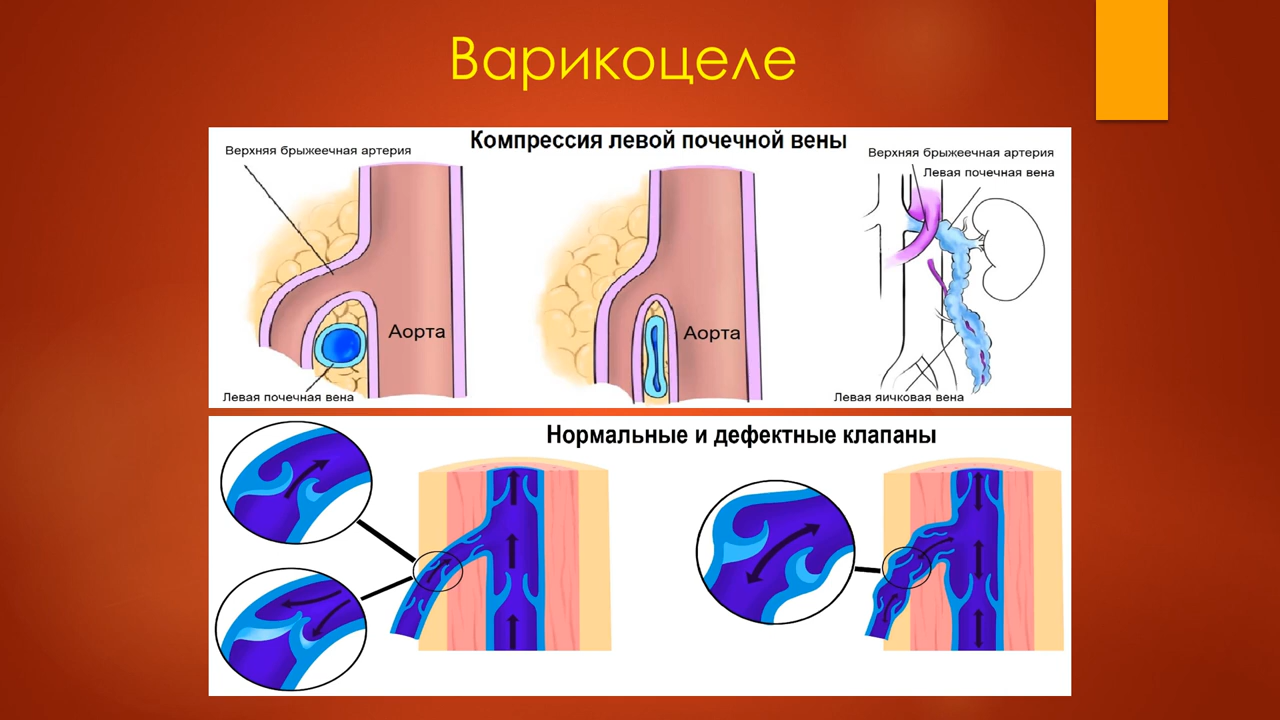 Варикоцеле
Компрессия левой почечной вены
Верхняя брыжеечная артерия
Аорта
Левая почечная вена
Аорта
Верхняя брыжеечная артерия
Левая почечная вена
Левая яичковая вена
Нормальные и дефектные клапаны